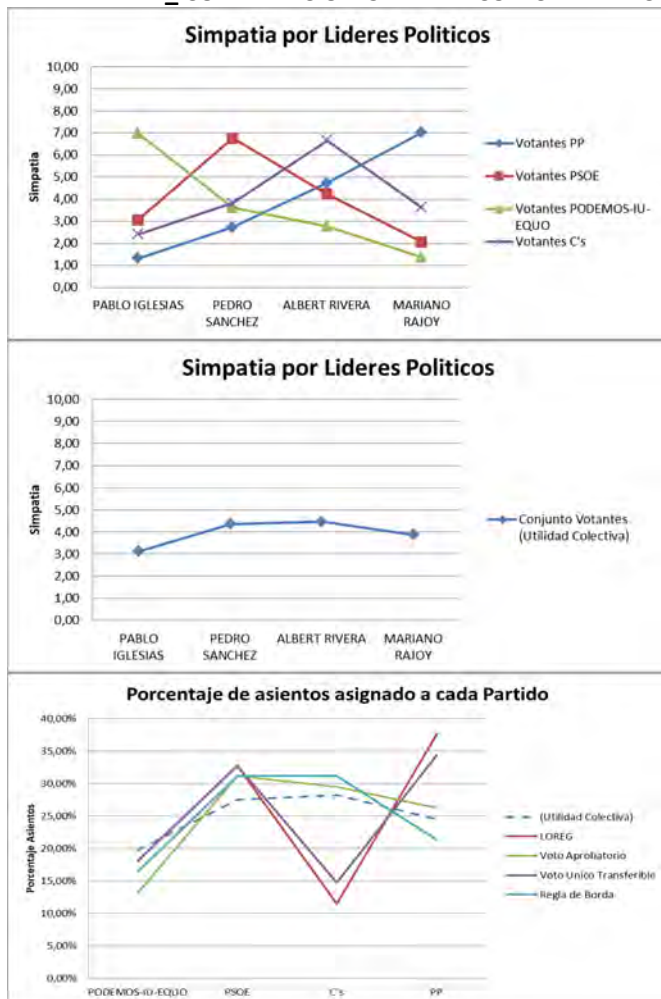 Simpatia por Lideres Politicos
10,00
9,00
8,00
7,00
6,00
5,00
4,00
3,00
2,00
1,00
0,00
Simpatia
PABLO IGLESIAS
PEDRO
SANCHEZ
ALBERT RIVERA
MARIANO
RAJOY
Votantes PP
Votantes PSOE
Votantes PODEMOS-IU-
EQUO
Votantes C's
Simpatia por Lideres Politicos
10,00
9,00
8,00
7,00
6,00
5,00
4,00
3,00
2,00
1,00
0,00
Simpatia
PABLO
IGLESIAS
PEDRO
SANCHEZ
ALBERT RIVERA
MARIANO
RAJOY
Conjunto Votantes
(Utilidad Colectiva)
Porcentaje de asientos asignado a cada Partido
40,00%
35,00%
30,00%
25,00%
20,00%
15,00%
10,00%
5,00%
0,00%
Porcentaje Asientos
PODEMOS-IU-EQUO
PSOE
C's
PP
(Utilidad Colectiva)
LOREG
Voto Aprobatorio
Voto Unico Transferible
Regla de Borda